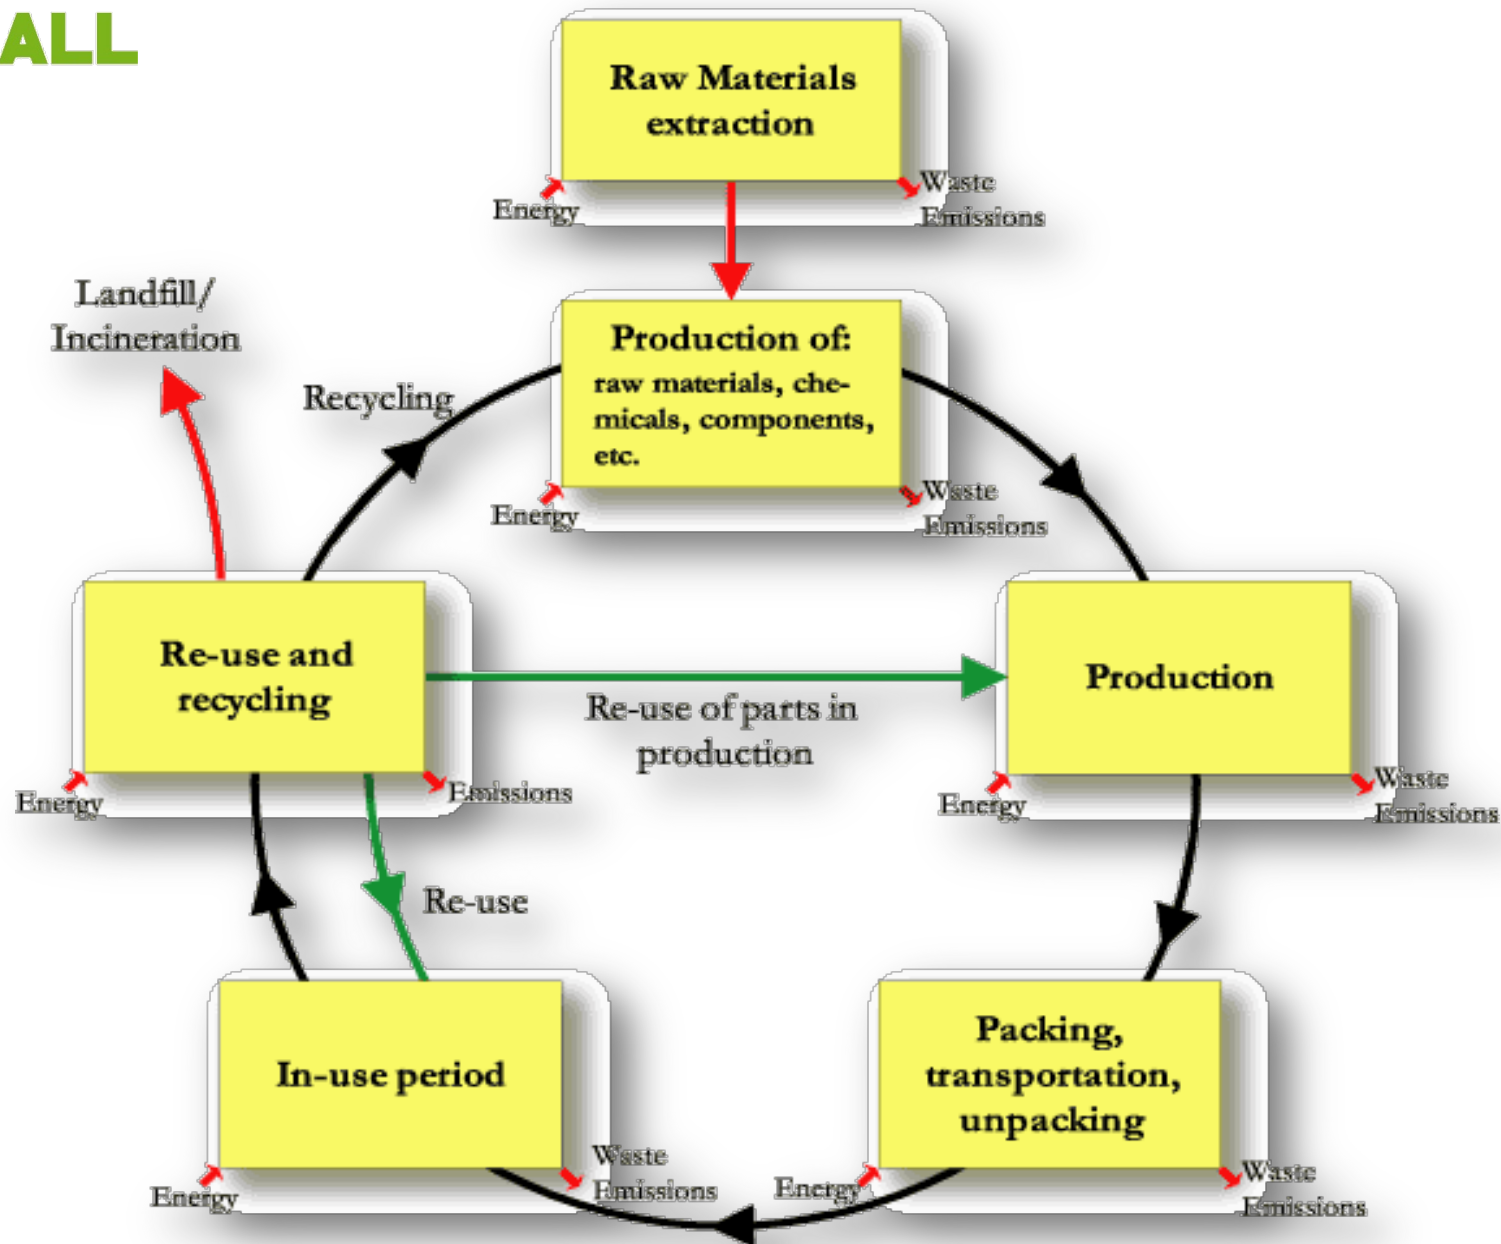 ALL
Raw Materials
extraction
Energy
Waste
Emissions
Landfill/
Incineration
Recycling
Production of:
raw materials, che-
micals, components,
etc.
Energy
Waste
Emissions
Re-use and
recycling
Energy
Emissions
Re-use of parts in
production
Production
Energy
Waste
Emissions
Re-use
In-use period
Energy
Waste
Emissions
Packing,
transportation,
unpacking
Energy
Waste
Emissions